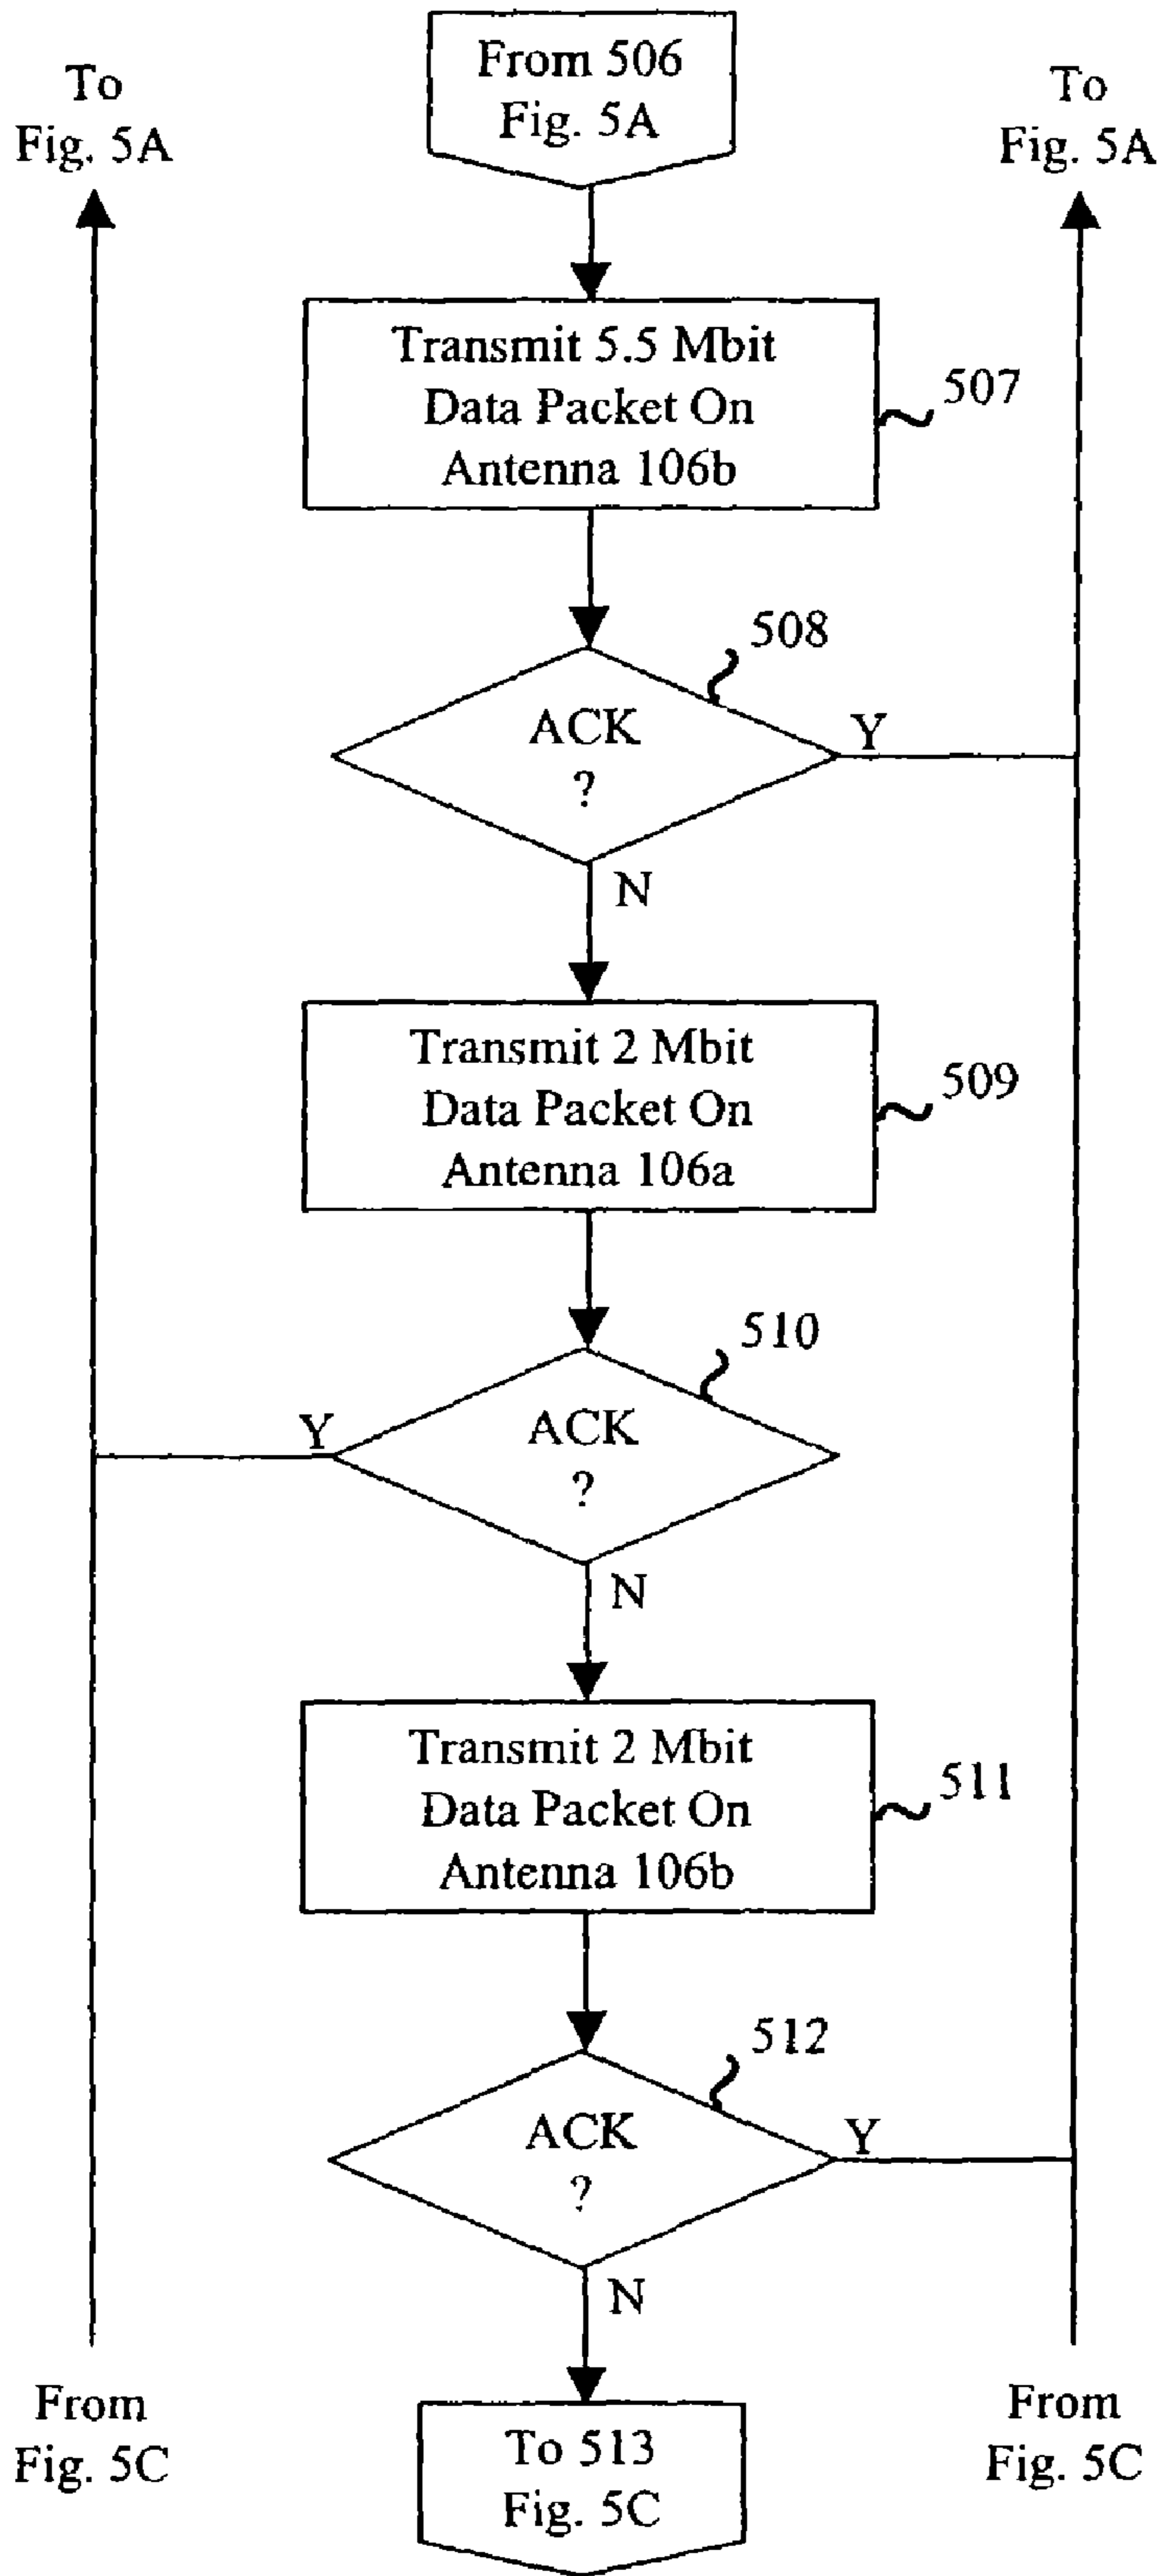 From 506
Fig. 5A
To
Fig. 5A
To
Fig. 5A
Transmit 5.5 Mbit
Data Packet On
Antenna 106b
507
508
ACK
?
Y
N
Transmit 2 Mbit
Data Packet On
Antenna 106a
509
510
ACK
?
Y
N
Transmit 2 Mbit
Data Packet On
Antenna 106b
511
512
ACK
?
Y
N
From
Fig. 5C
To 513
Fig. 5C
From
Fig. 5C